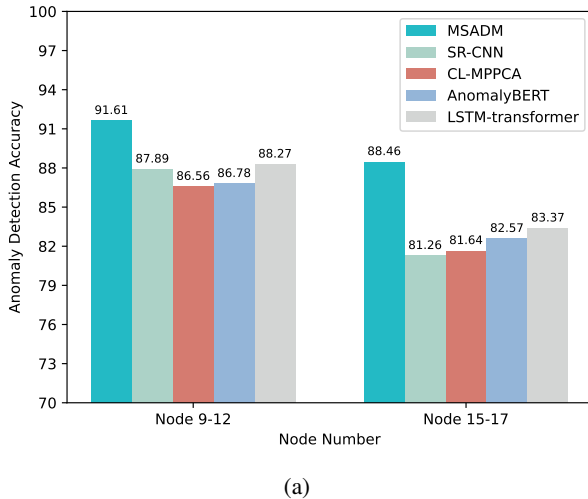 100
97
94
91
88
85
82
79
76
73
70
Anomaly Detection Accuracy
MSADM
SR-CNN
CL-MPPCA
AnomalyBERT
LSTM-transformer
91.61
87.89
86.56
86.78
88.27
88.46
81.26
81.64
82.57
83.37
Node 9-12
Node 15-17
Node Number
(a)